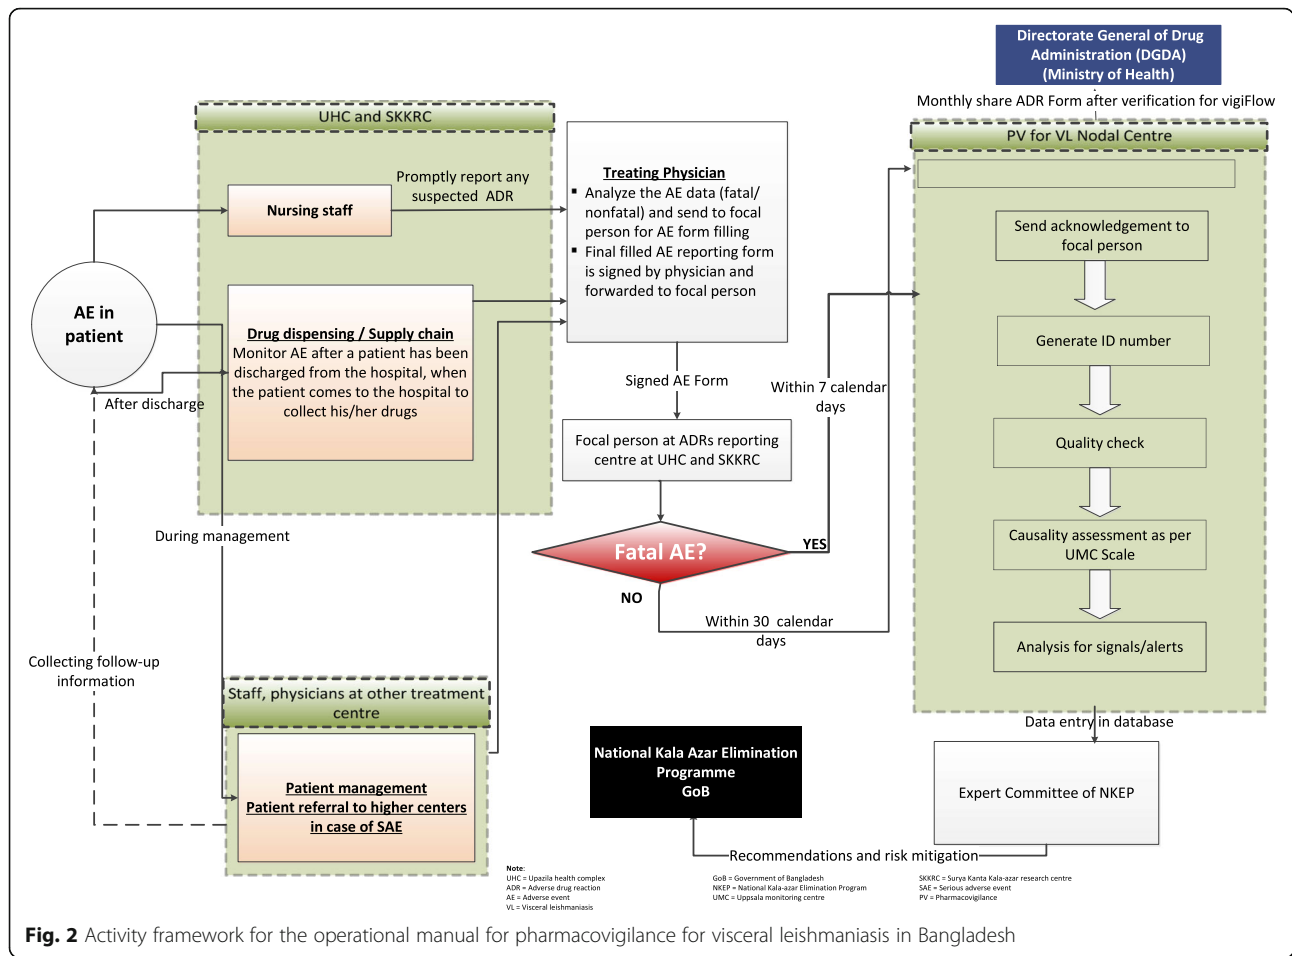 Directorate General of Drug
Administration (DGDA)
(Ministry of Health)
Monthly share ADR Form after verification for vigiFlow
UHC and SKKRC
PV for VL Nodal Centre
Nursing staff
Promptly report any
suspected ADR
Treating Physician
▪ Analyze the AE data (fatal/
nonfatal) and send to focal
person for AE form filling
▪ Final filled AE reporting form
is signed by physician and
forwarded to focal person
AE in
patient
Drug dispensing / Supply chain
Monitor AE after a patient has been
discharged from the hospital, when
the patient comes to the hospital to
collect his/her drugs
After discharge
Signed AE Form
Within 7 calendar
days
Focal person at ADRs reporting
centre at UHC and SKKRC
Fatal AE?
YES
NO
Within 30 calendar
days
During management
Collecting follow-up
information
Send acknowledgement to
focal person
Generate ID number
Quality check
Causality assessment as per
UMC Scale
Analysis for signals/alerts
Data entry in database
Staff, physicians at other treatment
centre
Patient management
Patient referral to higher centers
in case of SAE
National Kala Azar Elimination
Programme
GoB
Expert Committee of NKEP
Recommendations and risk mitigation
Note:
UHC = Upazila health complex
ADR = Adverse drug reaction
AE = Adverse event
VL = Visceral leishmaniasis
GoB = Government of Bangladesh
NKEP = National Kala-azar Elimination Program
UMC = Uppsala monitoring centre
SKKRC = Surya Kanta Kala-azar research centre
SAE = Serious adverse event
PV = Pharmacovigilance
Fig. 2 Activity framework for the operational manual for pharmacovigilance for visceral leishmaniasis in Bangladesh